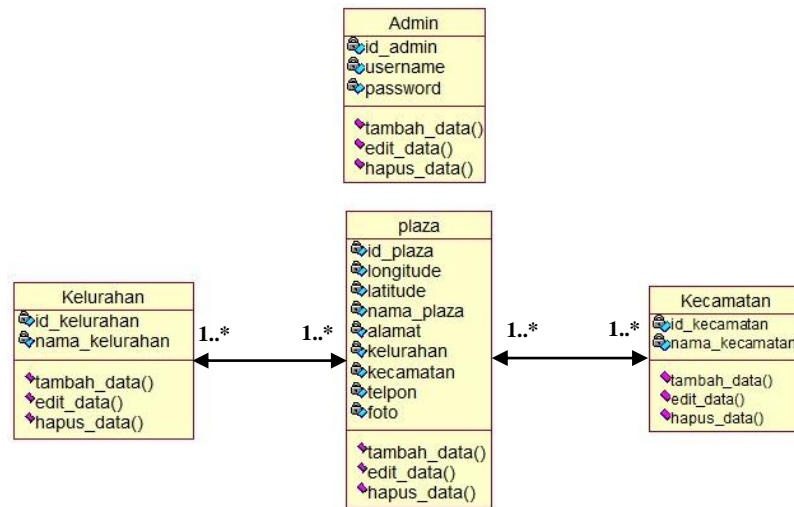 Admin
id_admin
username
password
tambah_data()
edit_data()
hapus_data()
plaza
id_plaza
longitude
latitude
nama_plaza
alamat
kelurahan
kecamatan
telpon
foto
tambah_data()
edit_data()
hapus_data()
Kelurahan
id_kelurahan
nama_kelurahan
tambah_data()
edit_data()
hapus_data()
1..* 1..*
1..* 1..*
Kecamatan
id_kecamatan
nama_kecamatan
tambah_data()
edit_data()
hapus_data()